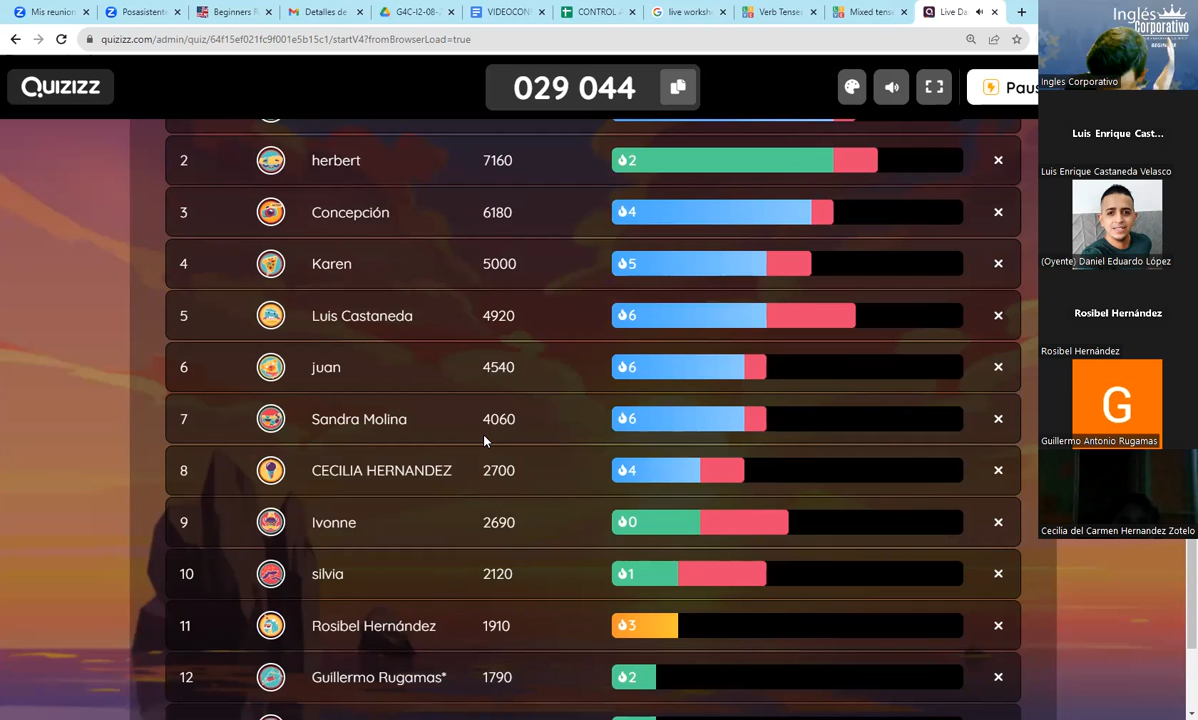 Mis reunion
Posasistente
Beginners R
Detalles de
G4C-I2-08-
VIDEOCON
CONTROL
live worksh
Verb Tenses
Mixed tense
Live Da
quizizz.com/admin/quiz/64f15ef021fc9f001e5b15c1/startV4?fromBrowserLoad=true
Quizizz
029 044
Paus
2 herbert 7160 2
3 Concepción 6180 4
4 Karen 5000 5
5 Luis Castaneda 4920 6
6 juan 4540 6
7 Sandra Molina 4060 6
8 CECILIA HERNANDEZ 2700 4
9 Ivonne 2690 0
10 silvia 2120 1
11 Rosibel Hernández 1910 3
12 Guillermo Rugamas* 1790 2
Inglés
Corporativo
BEGINNER
Ingles Corporativo
Luis Enrique Cast...
Luis Enrique Castaneda Velasco
(Oyente) Daniel Eduardo López
Rosibel Hernández
Rosibel Hernández
G
Guillermo Antonio Rugamas
Cecilia del Carmen Hernandez Zotelo